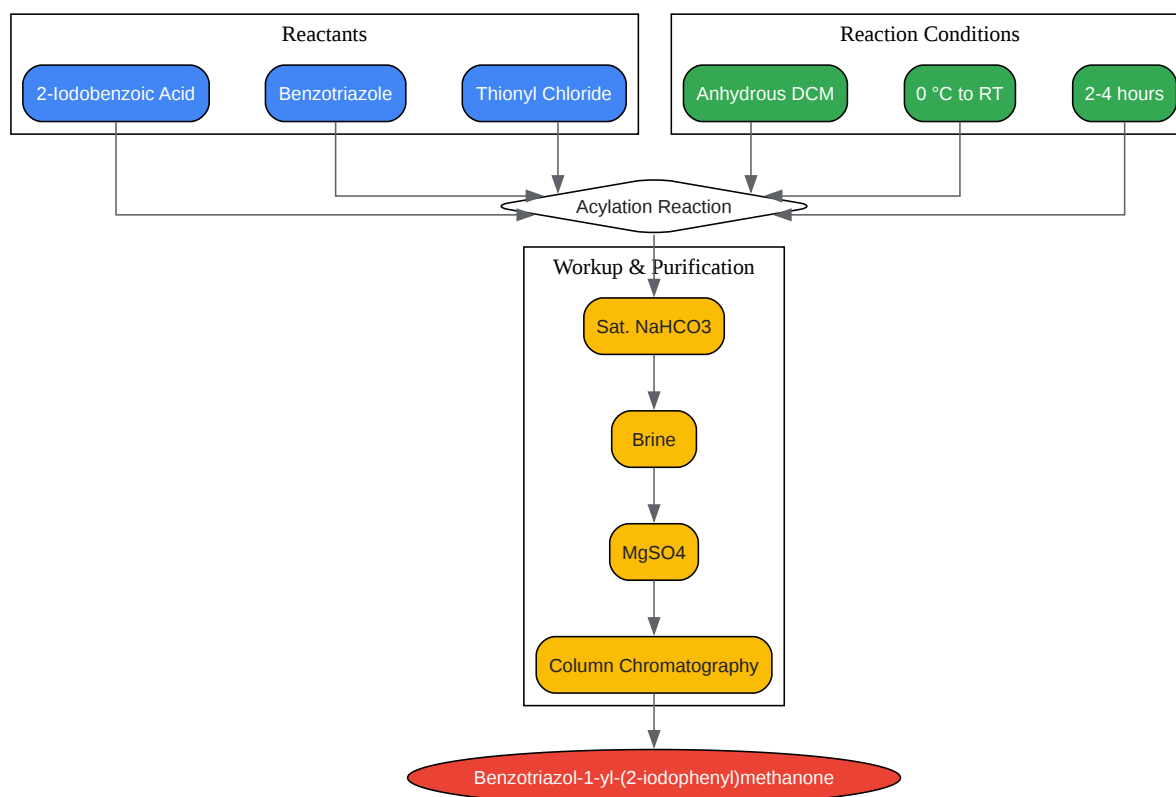 Reactants
Reaction Conditions
2-Iodobenzoic Acid
Benzotriazole
Thionyl Chloride
Anhydrous DCM
0 °C to RT
2-4 hours
Acylation Reaction
Workup & Purification
Sat. NaHCO3
Brine
MgSO4
Column Chromatography
Benzotriazol-1-yl-(2-iodophenyl)methanone